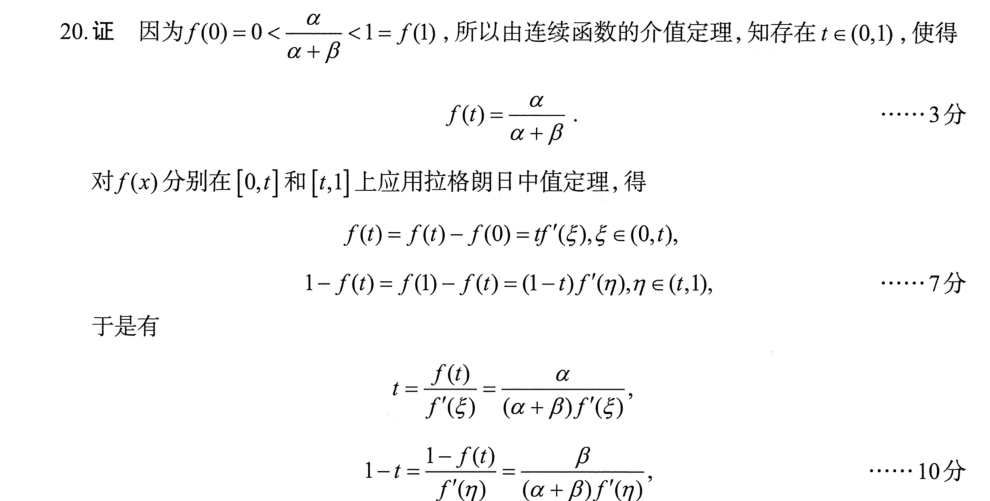 20.证 因为f(0)=0<α/(α+β)<1=f(1),所以由连续函数的介值定理,知存在t∈(0,1),使得
f(t)=α/(α+β). ……3分
对f(x)分别在[0,t]和[t,1]上应用拉格朗日中值定理,得
f(t)=f(t)-f(0)=tf′(ξ),ξ∈(0,t),
1-f(t)=f(1)-f(t)=(1-t)f′(η),η∈(t,1), ……7分
于是有
t=f(t)/f′(ξ)=α/((α+β)f′(ξ)),
1-t=(1-f(t))/f′(η)=β/((α+β)f′(η)), ……10分